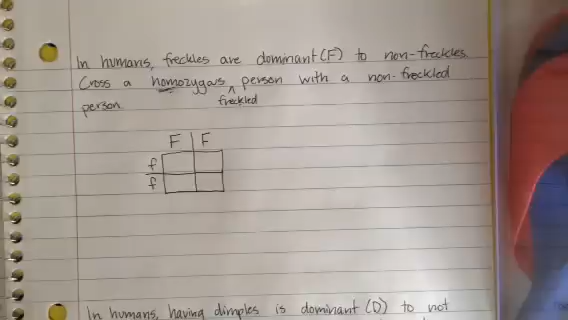 In humans, freckles are dominant (F) to non-freckles.
Cross a homozygous person with a non-freckled
freckled
person.
F F
f
f
In humans, having dimples is dominant (D) to not